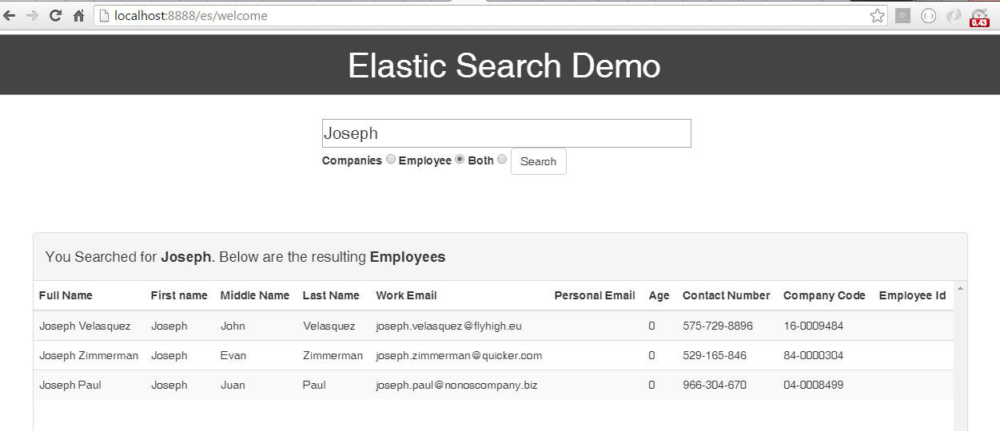 localhost:8888/es/welcome
0.43
Elastic Search Demo
Joseph
Companies Employee Both Search
You Searched for Joseph. Below are the resulting Employees
Full Name First name Middle Name Last Name Work Email Personal Email Age Contact Number Company Code Employee Id
Joseph Velasquez Joseph John Velasquez joseph.velasquez@flyhigh.eu 0 575-729-8896 16-0009484
Joseph Zimmerman Joseph Evan Zimmerman joseph.zimmerman@quicker.com 0 529-165-846 84-0000304
Joseph Paul Joseph Juan Paul joseph.paul@nonoscompany.biz 0 966-304-670 04-0008499